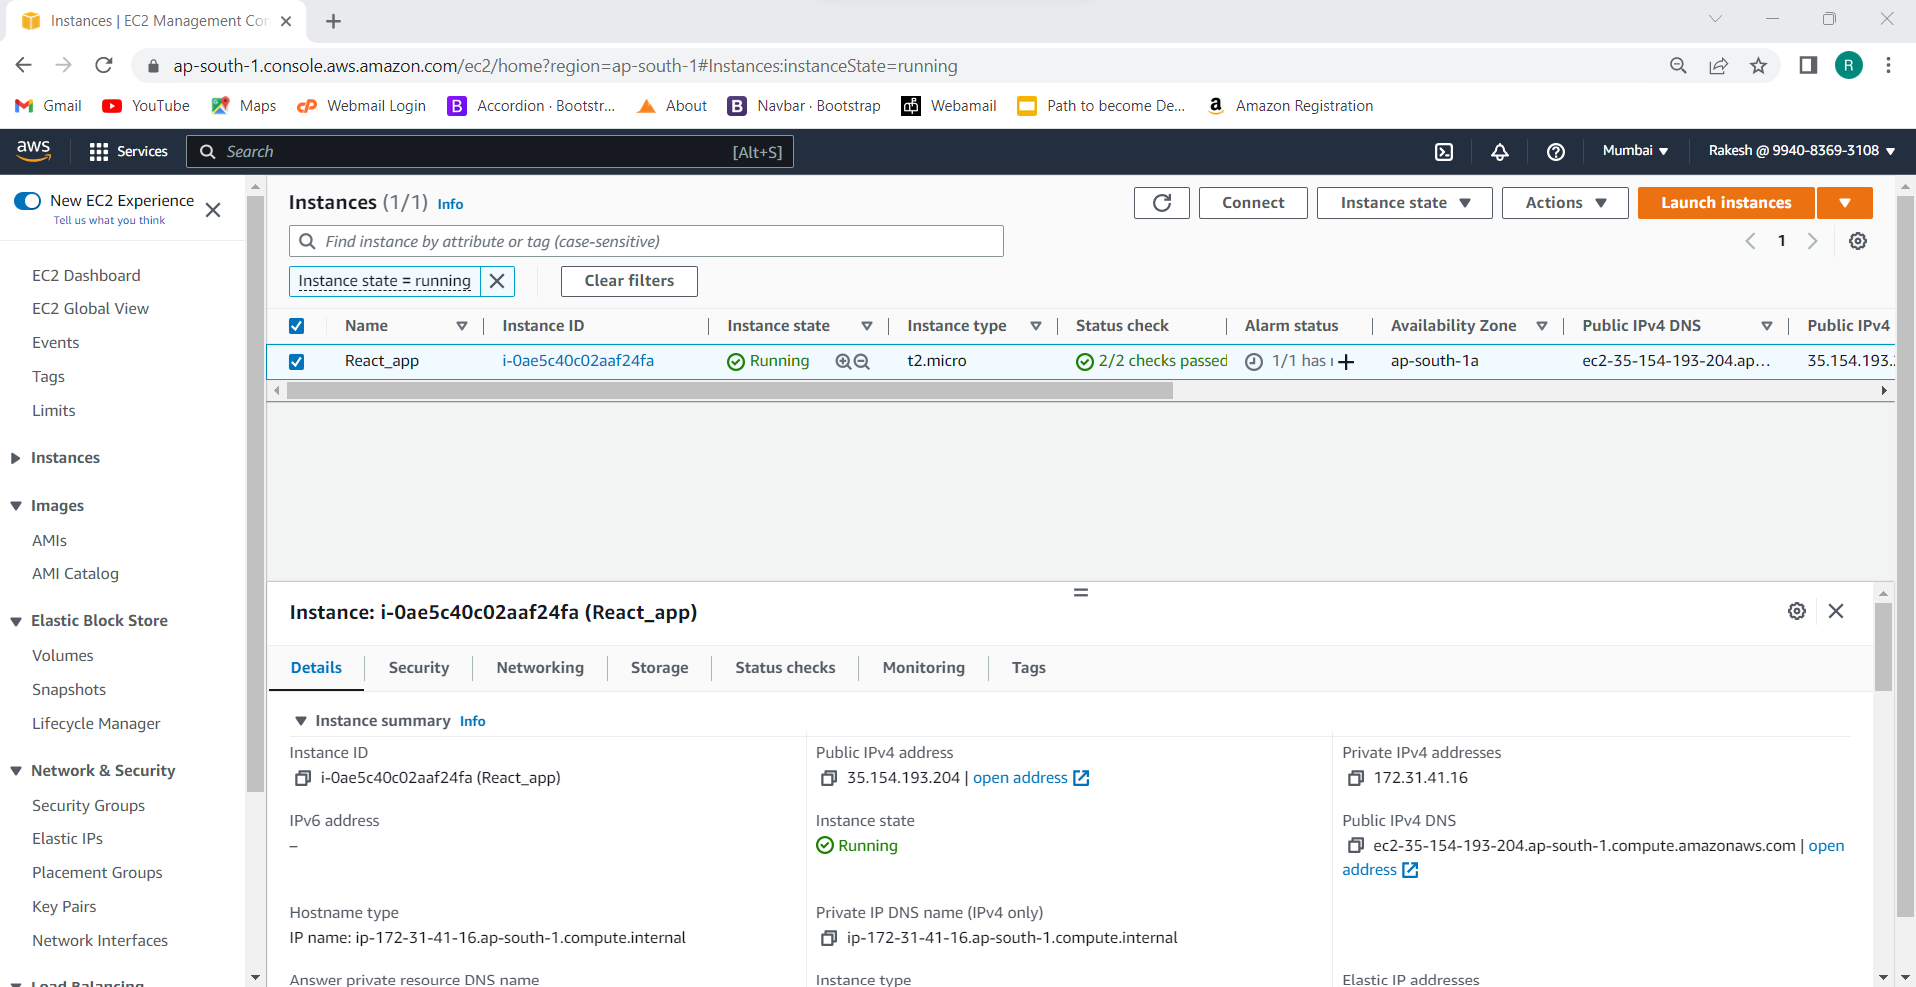 Instances | EC2 Management Con
ap-south-1.console.aws.amazon.com/ec2/home?region=ap-south-1#Instances:instanceState=running
R
Gmail YouTube Maps Webmail Login Accordion · Bootstr... About Navbar · Bootstrap Webamail Path to become De... Amazon Registration
aws Services Search [Alt+S] Mumbai Rakesh @ 9940-8369-3108
New EC2 Experience
Tell us what you think
EC2 Dashboard
EC2 Global View
Events
Tags
Limits
Instances
Images
AMIs
AMI Catalog
Elastic Block Store
Volumes
Snapshots
Lifecycle Manager
Network & Security
Security Groups
Elastic IPs
Placement Groups
Key Pairs
Network Interfaces
Load Balancing
Instances (1/1) Info Connect Instance state Actions Launch instances
Find instance by attribute or tag (case-sensitive) 1
Instance state = running Clear filters
Name Instance ID Instance state Instance type Status check Alarm status Availability Zone Public IPv4 DNS Public IPv4
React_app i-0ae5c40c02aaf24fa Running t2.micro 2/2 checks passed 1/1 has ap-south-1a ec2-35-154-193-204.ap... 35.154.193.
Instance: i-0ae5c40c02aaf24fa (React_app)
Details Security Networking Storage Status checks Monitoring Tags
Instance summary Info
Instance ID
i-0ae5c40c02aaf24fa (React_app)
Public IPv4 address
35.154.193.204 | open address
Private IPv4 addresses
172.31.41.16
IPv6 address
–
Instance state
Running
Public IPv4 DNS
ec2-35-154-193-204.ap-south-1.compute.amazonaws.com | open
address
Hostname type
IP name: ip-172-31-41-16.ap-south-1.compute.internal
Private IP DNS name (IPv4 only)
ip-172-31-41-16.ap-south-1.compute.internal
Answer private resource DNS name
Instance type
Elastic IP addresses